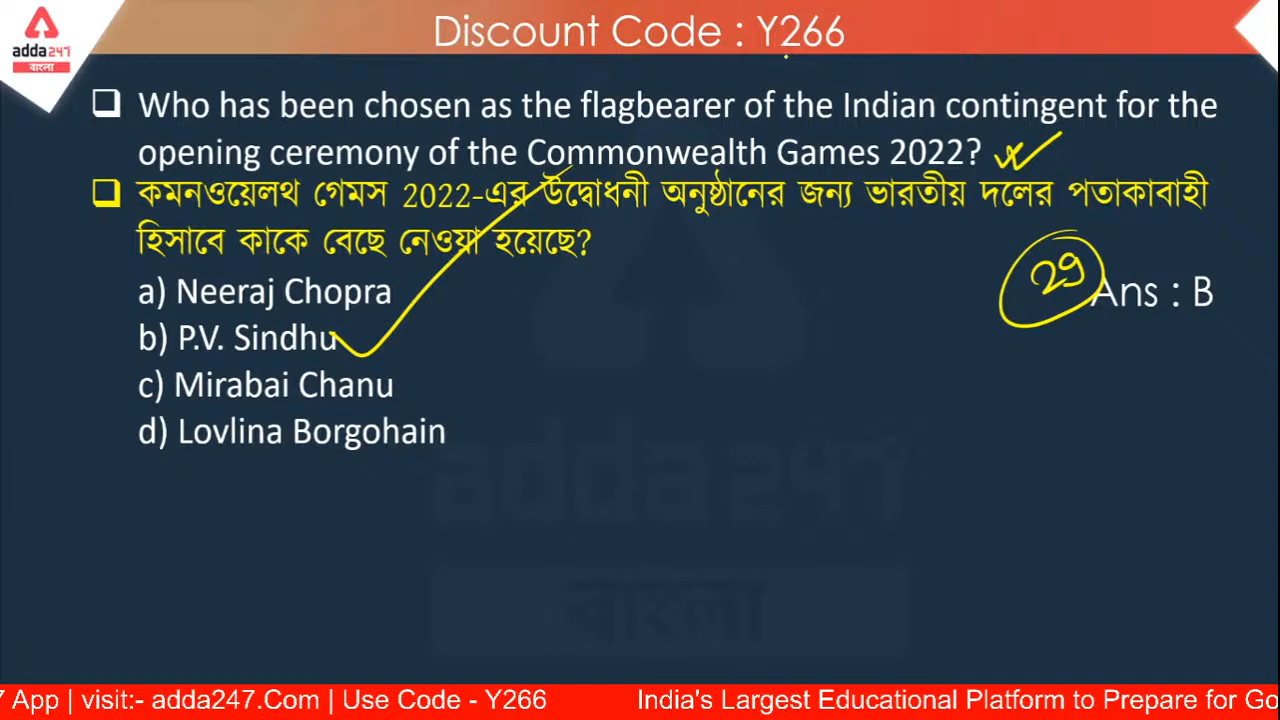 Discount Code : Y266
adda247
বাংলা
Who has been chosen as the flagbearer of the Indian contingent for the
opening ceremony of the Commonwealth Games 2022?
কমনওয়েলথ গেমস 2022-এর উদ্বোধনী অনুষ্ঠানের জন্য ভারতীয় দলের পতাকাবাহী
হিসাবে কাকে বেছে নেওয়া হয়েছে?
a) Neeraj Chopra
29
Ans : B
b) P.V. Sindhu
c) Mirabai Chanu
d) Lovlina Borgohain
adda247
বাংলা
7 App | visit:- adda247.Com | Use Code - Y266 India's Largest Educational Platform to Prepare for Go